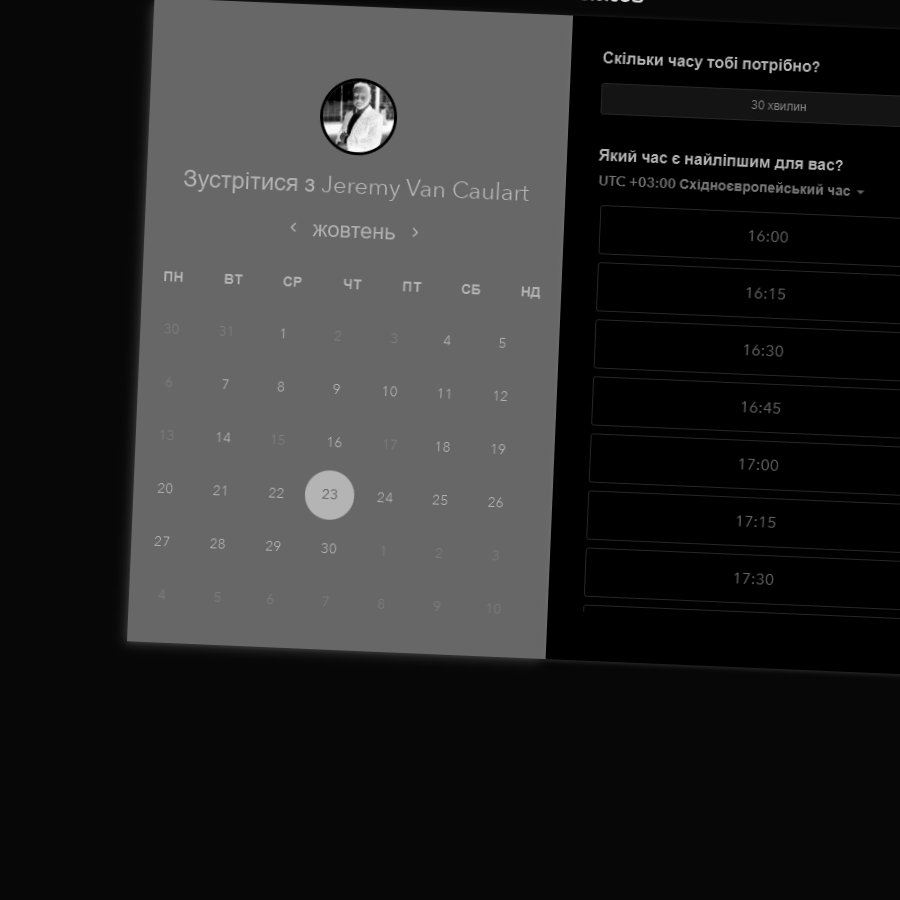 Зустрітися з Jeremy Van Caulart
жовтень
ПН ВТ СР ЧТ ПТ СБ НД
30 31 1 2 3 4 5
6 7 8 9 10 11 12
13 14 15 16 17 18 19
20 21 22 23 24 25 26
27 28 29 30 1 2 3
4 5 6 7 8 9 10
Скільки часу тобі потрібно?
30 хвилин
Який час є найліпшим для вас?
UTC +03:00 Східноєвропейський час
16:00
16:15
16:30
16:45
17:00
17:15
17:30